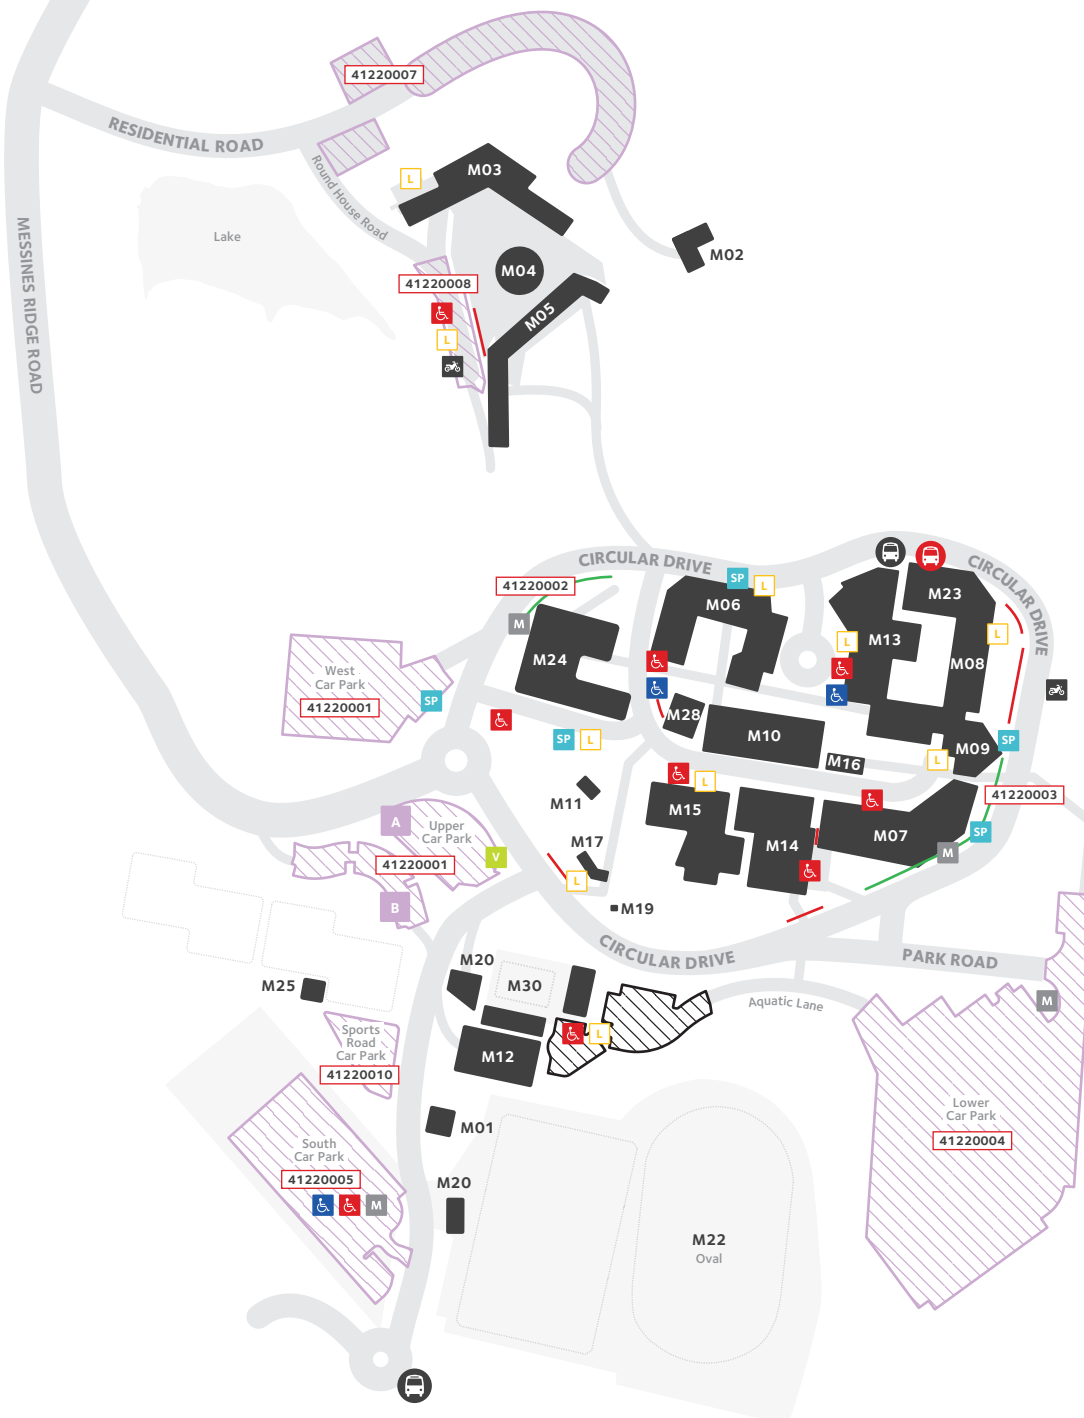 41220007
RESIDENTIAL ROAD
Round House Road
L
M03
M02
Lake
M04
41220008
M05
L
MESSINES RIDGE ROAD
CIRCULAR DRIVE
CIRCULAR DRIVE
41220002
SP
L
M06
M23
M
M24
L
M13
L
M08
West
Car Park
41220001
SP
M28
M10
SP
L
M16
L
M09
SP
M11
L
M15
41220003
A
Upper
Car Park
41220001
V
M17
M14
M07
SP
M
L
B
M19
CIRCULAR DRIVE
PARK ROAD
M20
M30
M25
Aquatic Lane
M
Sports
Road
Car Park
41220010
M12
L
M01
Lower
Car Park
41220004
South
Car Park
41220005
M
M20
M22
Oval